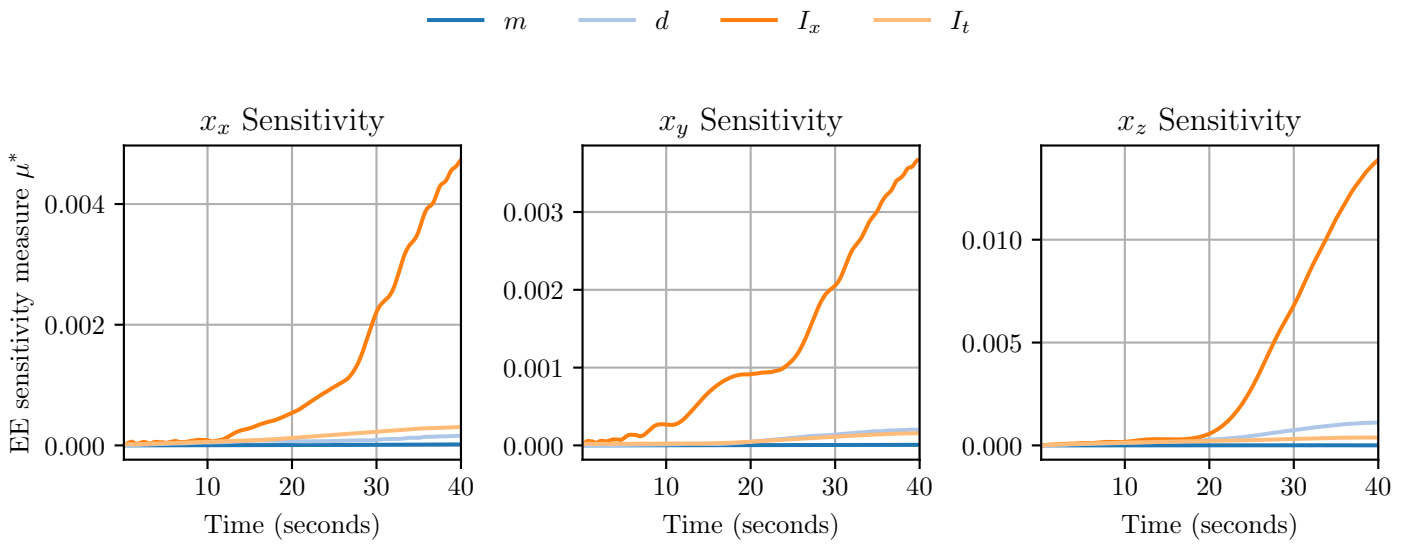 m d I_x I_t
x_x Sensitivity
x_y Sensitivity
x_z Sensitivity
EE sensitivity measure μ*
0.004
0.002
0.000
10 20 30 40
Time (seconds)
0.003
0.002
0.001
0.000
10 20 30 40
Time (seconds)
0.010
0.005
0.000
10 20 30 40
Time (seconds)